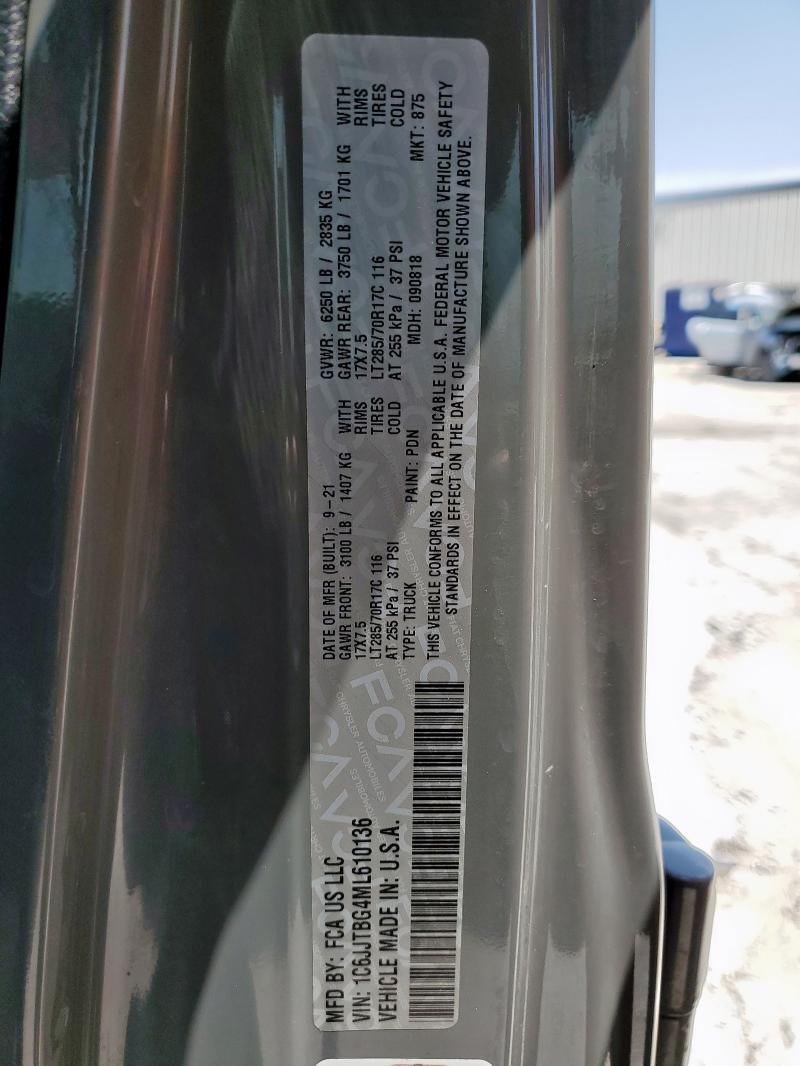 MFD BY: FCA US LLC
VIN: 1C6JJTBG4ML610136
VEHICLE MADE IN: U.S.A.
DATE OF MFR (BUILT): 9-21 GVWR: 6250 LB / 2835 KG
GAWR FRONT: 3100 LB / 1407 KG WITH GAWR REAR: 3750 LB / 1701 KG WITH
17X7.5 RIMS 17X7.5 RIMS
LT285/70R17C 116 TIRES LT285/70R17C 116 TIRES
AT 255 kPa / 37 PSI COLD AT 255 kPa / 37 PSI COLD
TYPE: TRUCK PAINT: PDN MDH: 090818 MKT: 875
THIS VEHICLE CONFORMS TO ALL APPLICABLE U.S.A. FEDERAL MOTOR VEHICLE SAFETY
STANDARDS IN EFFECT ON THE DATE OF MANUFACTURE SHOWN ABOVE.
FCA